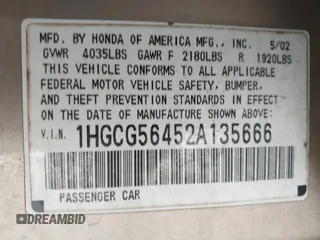 MFD. BY HONDA OF AMERICA MFG., INC. 5/02
GVWR 4035LBS GAWR F 2180LBS R 1920LBS
THIS VEHICLE CONFORMS TO ALL APPLICABLE
FEDERAL MOTOR VEHICLE SAFETY, BUMPER,
AND THEFT PREVENTION STANDARDS IN EFFECT ON
THE DATE OF MANUFACTURE SHOWN ABOVE:
V.I.N. 1HGCG56452A135666
PASSENGER CAR
DREAMBID